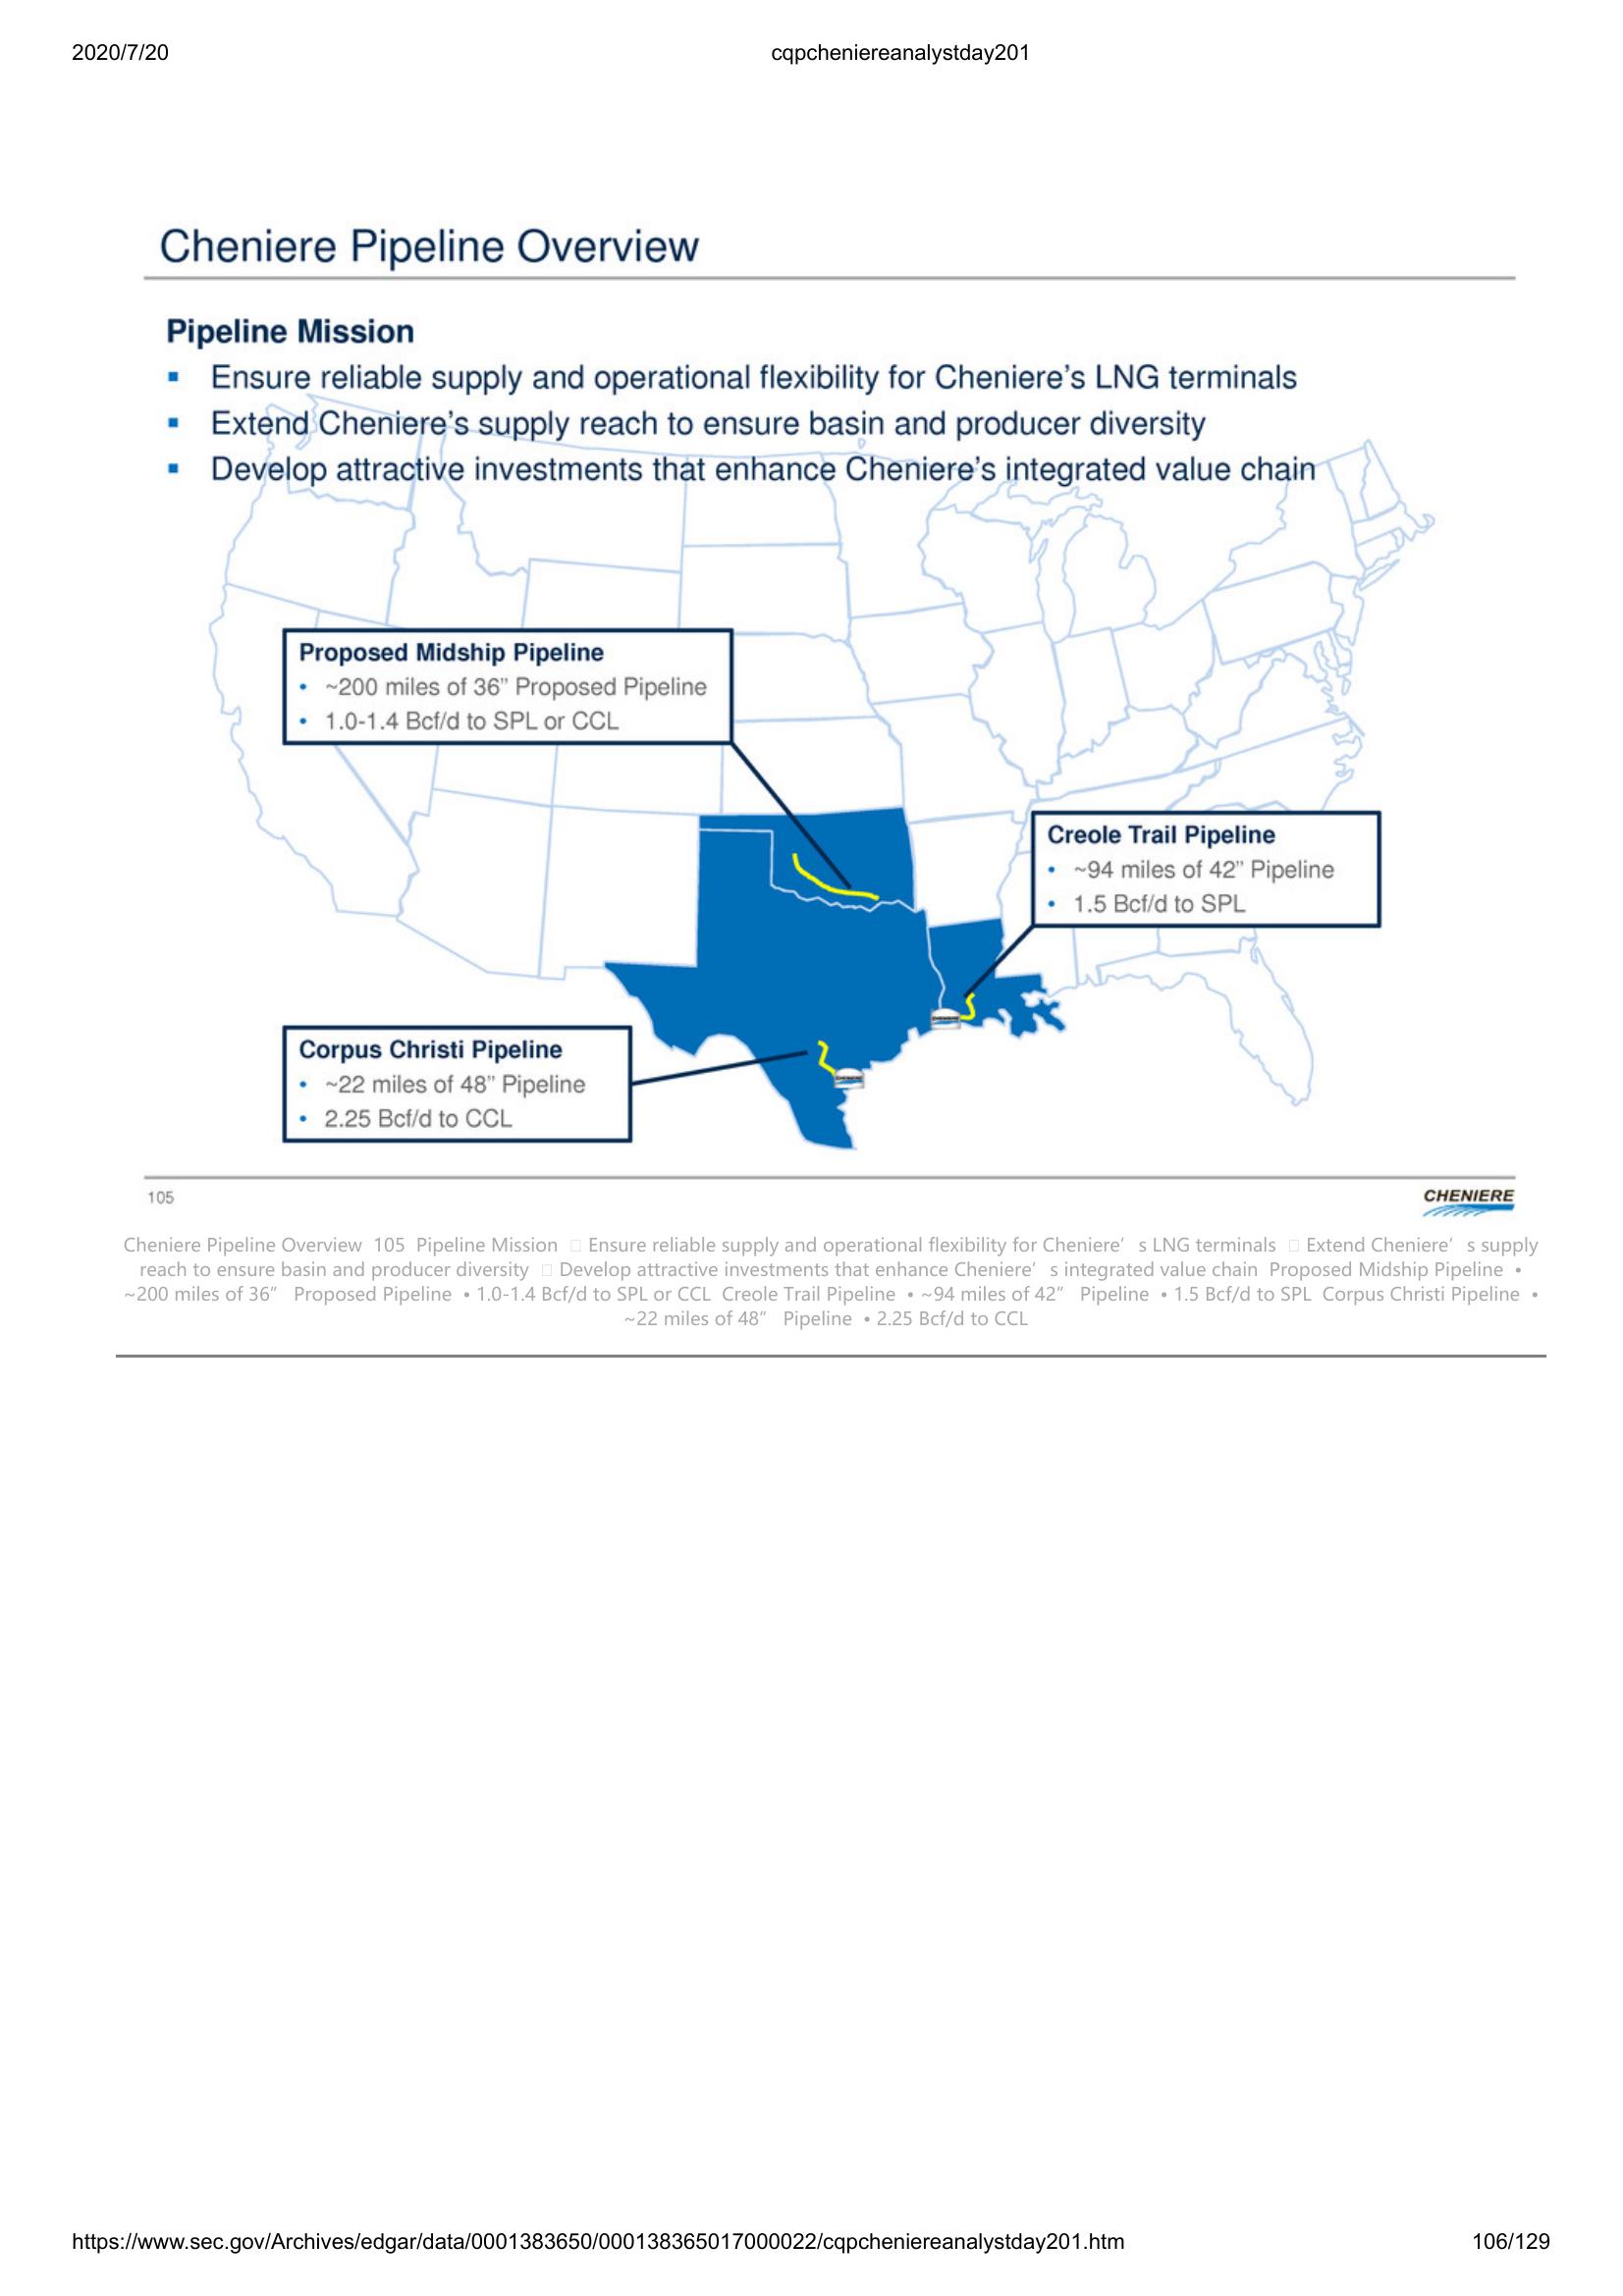 2020/7/20 cqpcheniereanalystday201
Cheniere Pipeline Overview
Pipeline Mission
▪ Ensure reliable supply and operational flexibility for Cheniere’s LNG terminals
▪ Extend Cheniere’s supply reach to ensure basin and producer diversity
▪ Develop attractive investments that enhance Cheniere’s integrated value chain
Proposed Midship Pipeline
• ~200 miles of 36” Proposed Pipeline
• 1.0-1.4 Bcf/d to SPL or CCL
Creole Trail Pipeline
• ~94 miles of 42” Pipeline
• 1.5 Bcf/d to SPL
Corpus Christi Pipeline
• ~22 miles of 48” Pipeline
• 2.25 Bcf/d to CCL
105
CHENIERE
Cheniere Pipeline Overview 105 Pipeline Mission □ Ensure reliable supply and operational flexibility for Cheniere’ s LNG terminals □ Extend Cheniere’ s supply
reach to ensure basin and producer diversity □ Develop attractive investments that enhance Cheniere’ s integrated value chain Proposed Midship Pipeline •
~200 miles of 36” Proposed Pipeline • 1.0-1.4 Bcf/d to SPL or CCL Creole Trail Pipeline • ~94 miles of 42” Pipeline • 1.5 Bcf/d to SPL Corpus Christi Pipeline •
~22 miles of 48” Pipeline • 2.25 Bcf/d to CCL
https://www.sec.gov/Archives/edgar/data/0001383650/000138365017000022/cqpcheniereanalystday201.htm 106/129